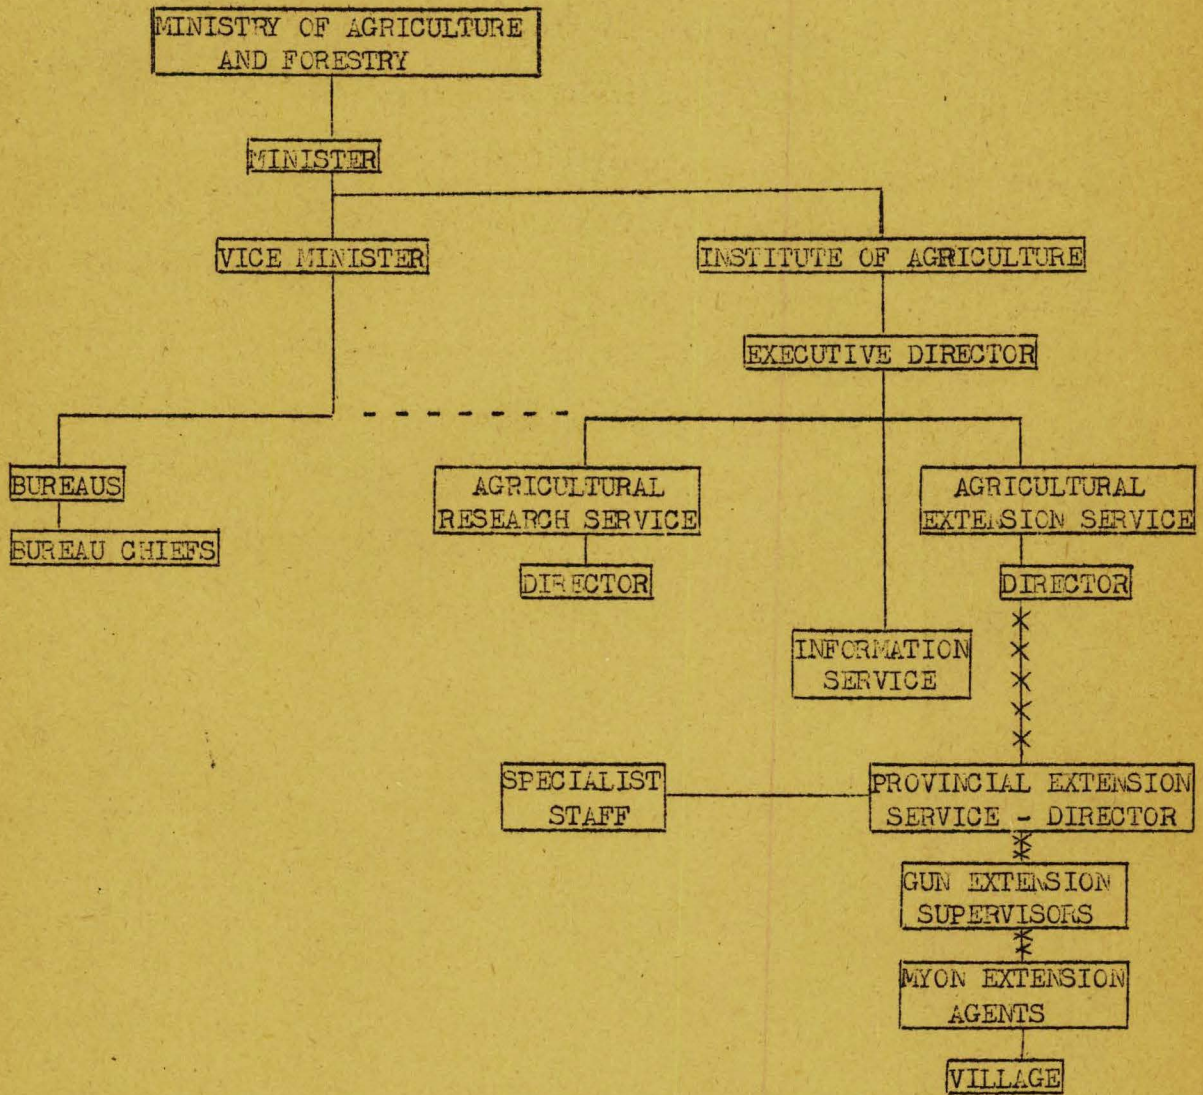 MINISTRY OF AGRICULTURE
AND FORESTRY
MINISTER
VICE MINISTER
INSTITUTE OF AGRICULTURE
EXECUTIVE DIRECTOR
BUREAUS
BUREAU CHIEFS
AGRICULTURAL
RESEARCH SERVICE
DIRECTOR
AGRICULTURAL
EXTENSION SERVICE
DIRECTOR
INFORMATION
SERVICE
SPECIALIST
STAFF
PROVINCIAL EXTENSION
SERVICE - DIRECTOR
GUN EXTENSION
SUPERVISORS
MYON EXTENSION
AGENTS
VILLAGE